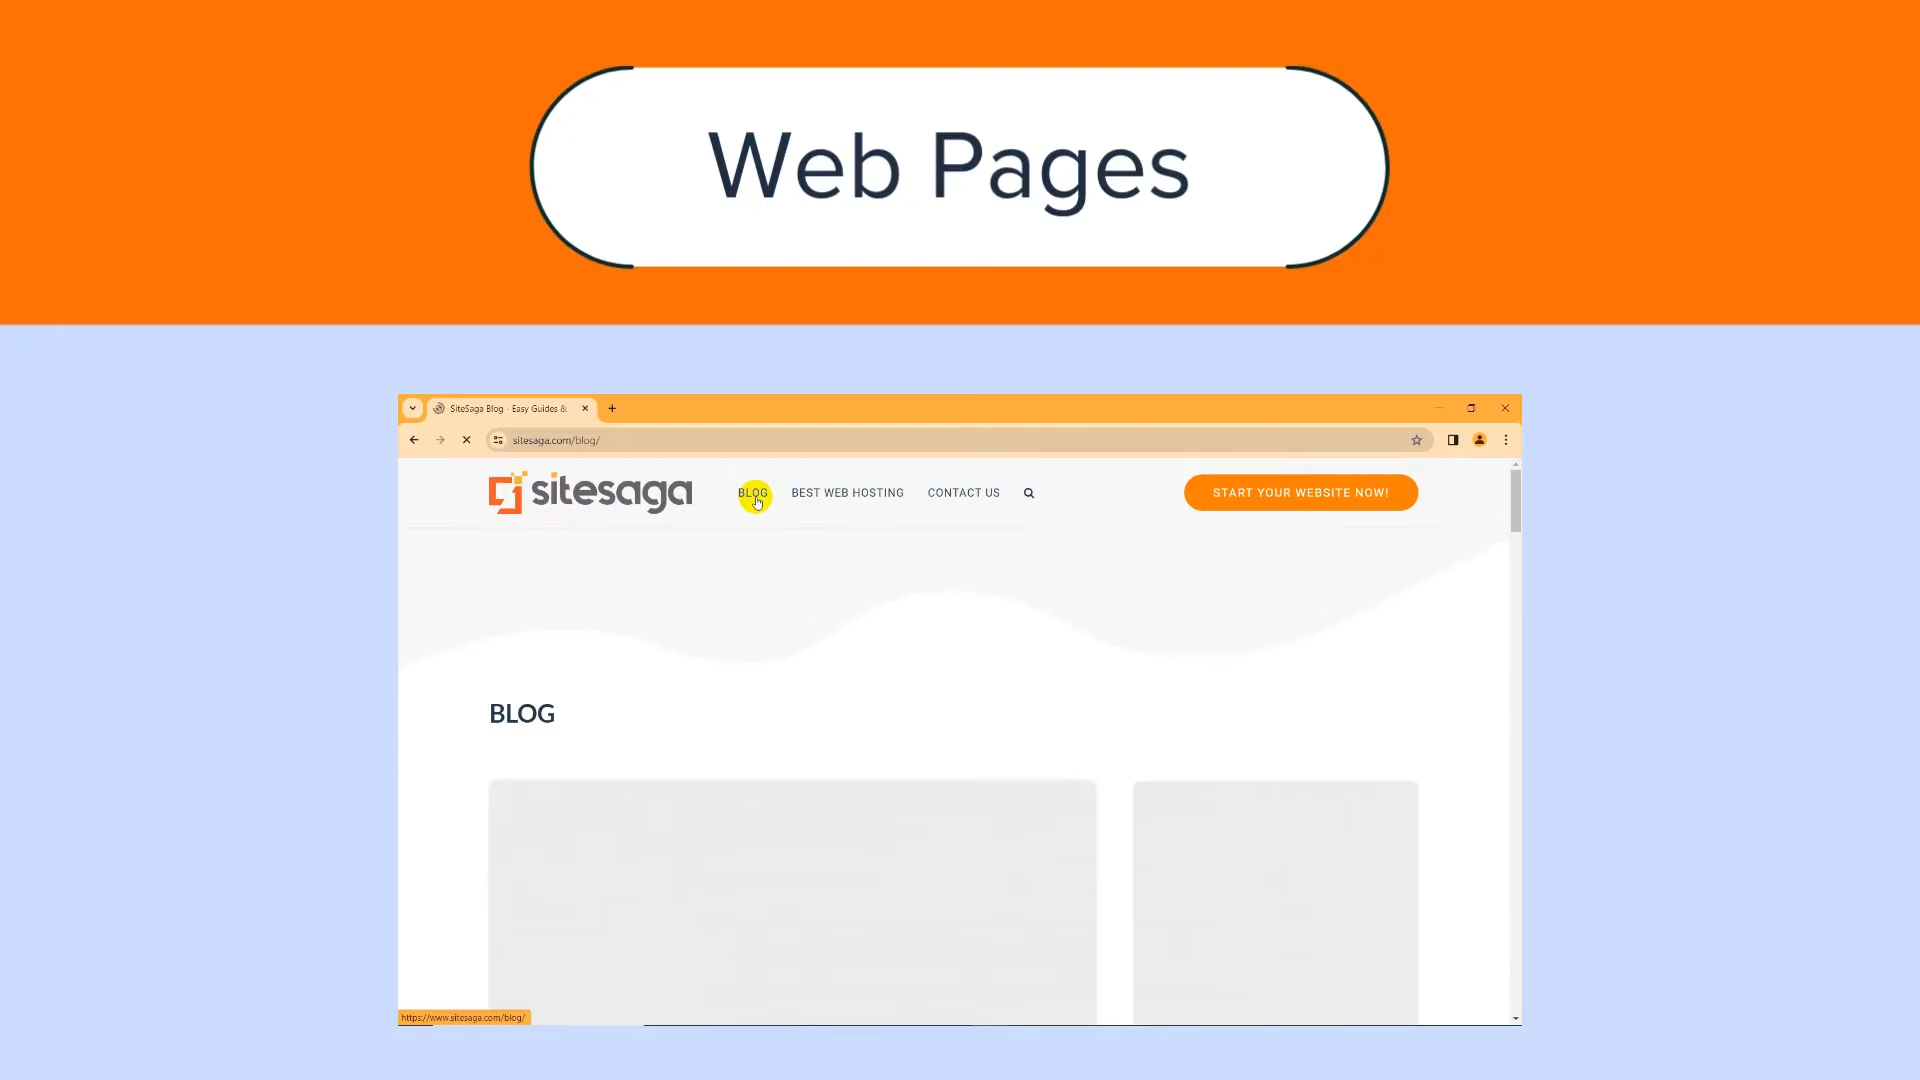 Web Pages
SiteSaga Blog - Easy Guides &
sitesaga.com/blog/
sitesaga
BLOG
BEST WEB HOSTING
CONTACT US
START YOUR WEBSITE NOW!
BLOG
https://www.sitesaga.com/blog/